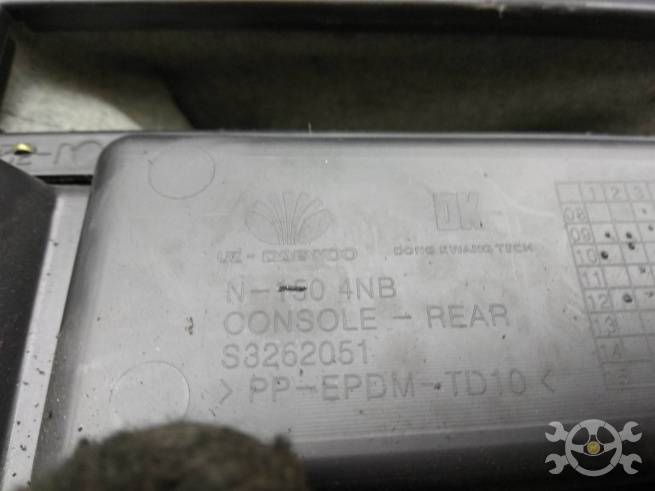 UZ-DAEWOO
DK
DONG KWANG TECH
N-150 4NB
CONSOLE - REAR
S3262051
> PP-EPDM-TD10 <
1 2 3
08
09
10
11
12
13
14